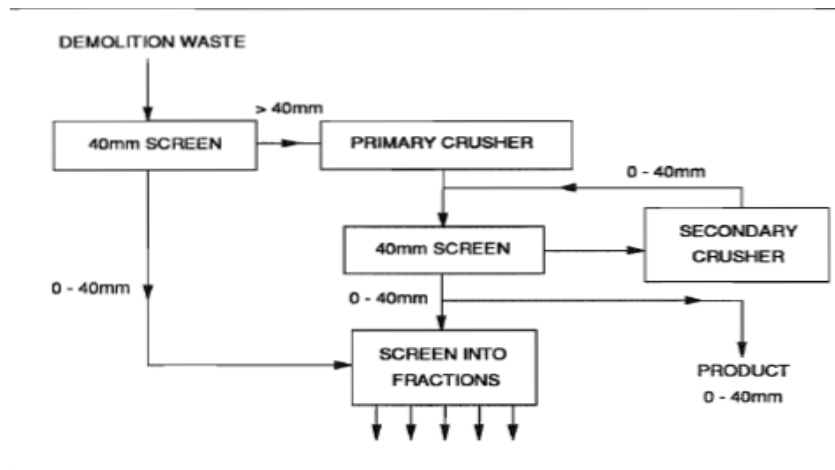 DEMOLITION WASTE
> 40mm
40mm SCREEN
PRIMARY CRUSHER
0 - 40mm
SECONDARY
CRUSHER
40mm SCREEN
0 - 40mm
0 - 40mm
SCREEN INTO
FRACTIONS
PRODUCT
0 - 40mm